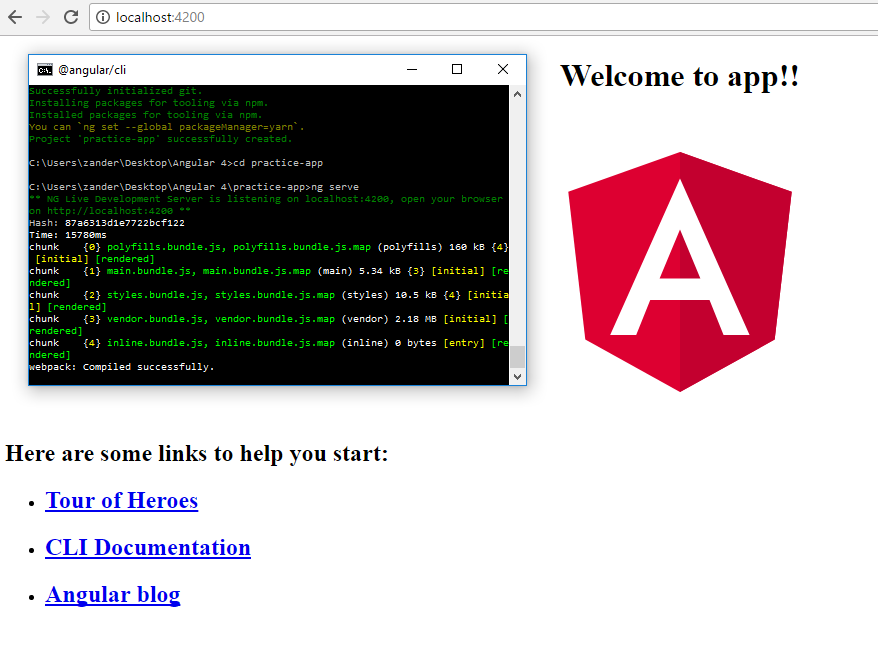 localhost:4200
@angular/cli
Successfully initialized git.
Installing packages for tooling via npm.
Installed packages for tooling via npm.
You can `ng set --global packageManager=yarn`.
Project 'practice-app' successfully created.
C:\Users\zander\Desktop\Angular 4>cd practice-app
C:\Users\zander\Desktop\Angular 4\practice-app>ng serve
** NG Live Development Server is listening on localhost:4200, open your browser
on http://localhost:4200 **
Hash: 87a6313d1e7722bcf122
Time: 15780ms
chunk    {0} polyfills.bundle.js, polyfills.bundle.js.map (polyfills) 160 kB {4}
 [initial] [rendered]
chunk    {1} main.bundle.js, main.bundle.js.map (main) 5.34 kB {3} [initial] [re
ndered]
chunk    {2} styles.bundle.js, styles.bundle.js.map (styles) 10.5 kB {4} [initia
l] [rendered]
chunk    {3} vendor.bundle.js, vendor.bundle.js.map (vendor) 2.18 MB [initial] [
rendered]
chunk    {4} inline.bundle.js, inline.bundle.js.map (inline) 0 bytes [entry] [re
ndered]
webpack: Compiled successfully.
Welcome to app!!
A
Here are some links to help you start:
Tour of Heroes
CLI Documentation
Angular blog